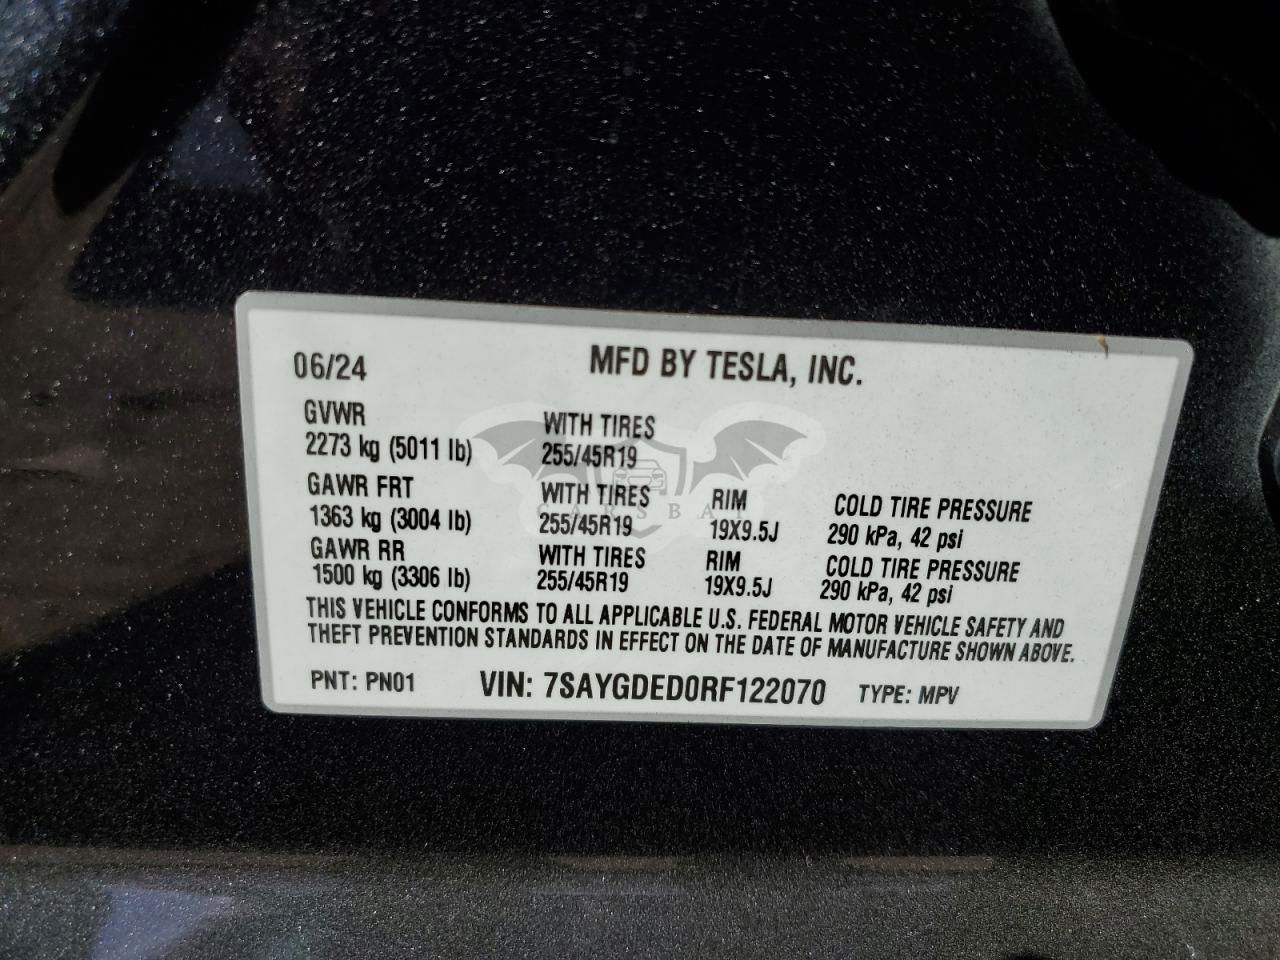 06/24 MFD BY TESLA, INC.
GVWR WITH TIRES
2273 kg (5011 lb) 255/45R19
GAWR FRT WITH TIRES RIM COLD TIRE PRESSURE
1363 kg (3004 lb) 255/45R19 19X9.5J 290 kPa, 42 psi
GAWR RR WITH TIRES RIM COLD TIRE PRESSURE
1500 kg (3306 lb) 255/45R19 19X9.5J 290 kPa, 42 psi
THIS VEHICLE CONFORMS TO ALL APPLICABLE U.S. FEDERAL MOTOR VEHICLE SAFETY AND
THEFT PREVENTION STANDARDS IN EFFECT ON THE DATE OF MANUFACTURE SHOWN ABOVE.
PNT: PN01 VIN: 7SAYGDED0RF122070 TYPE: MPV
CARSBAT